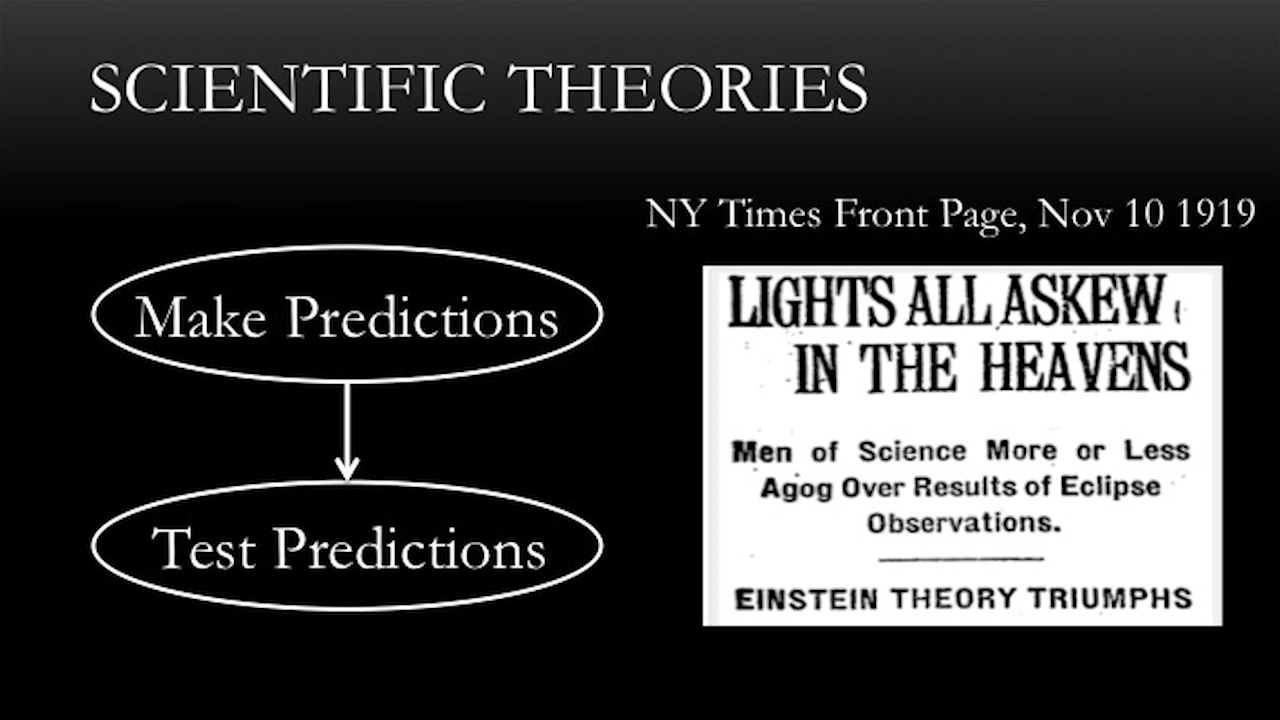 SCIENTIFIC THEORIES
NY Times Front Page, Nov 10 1919
Make Predictions
Test Predictions
LIGHTS ALL ASKEW
IN THE HEAVENS
Men of Science More or Less
Agog Over Results of Eclipse
Observations.
EINSTEIN THEORY TRIUMPHS